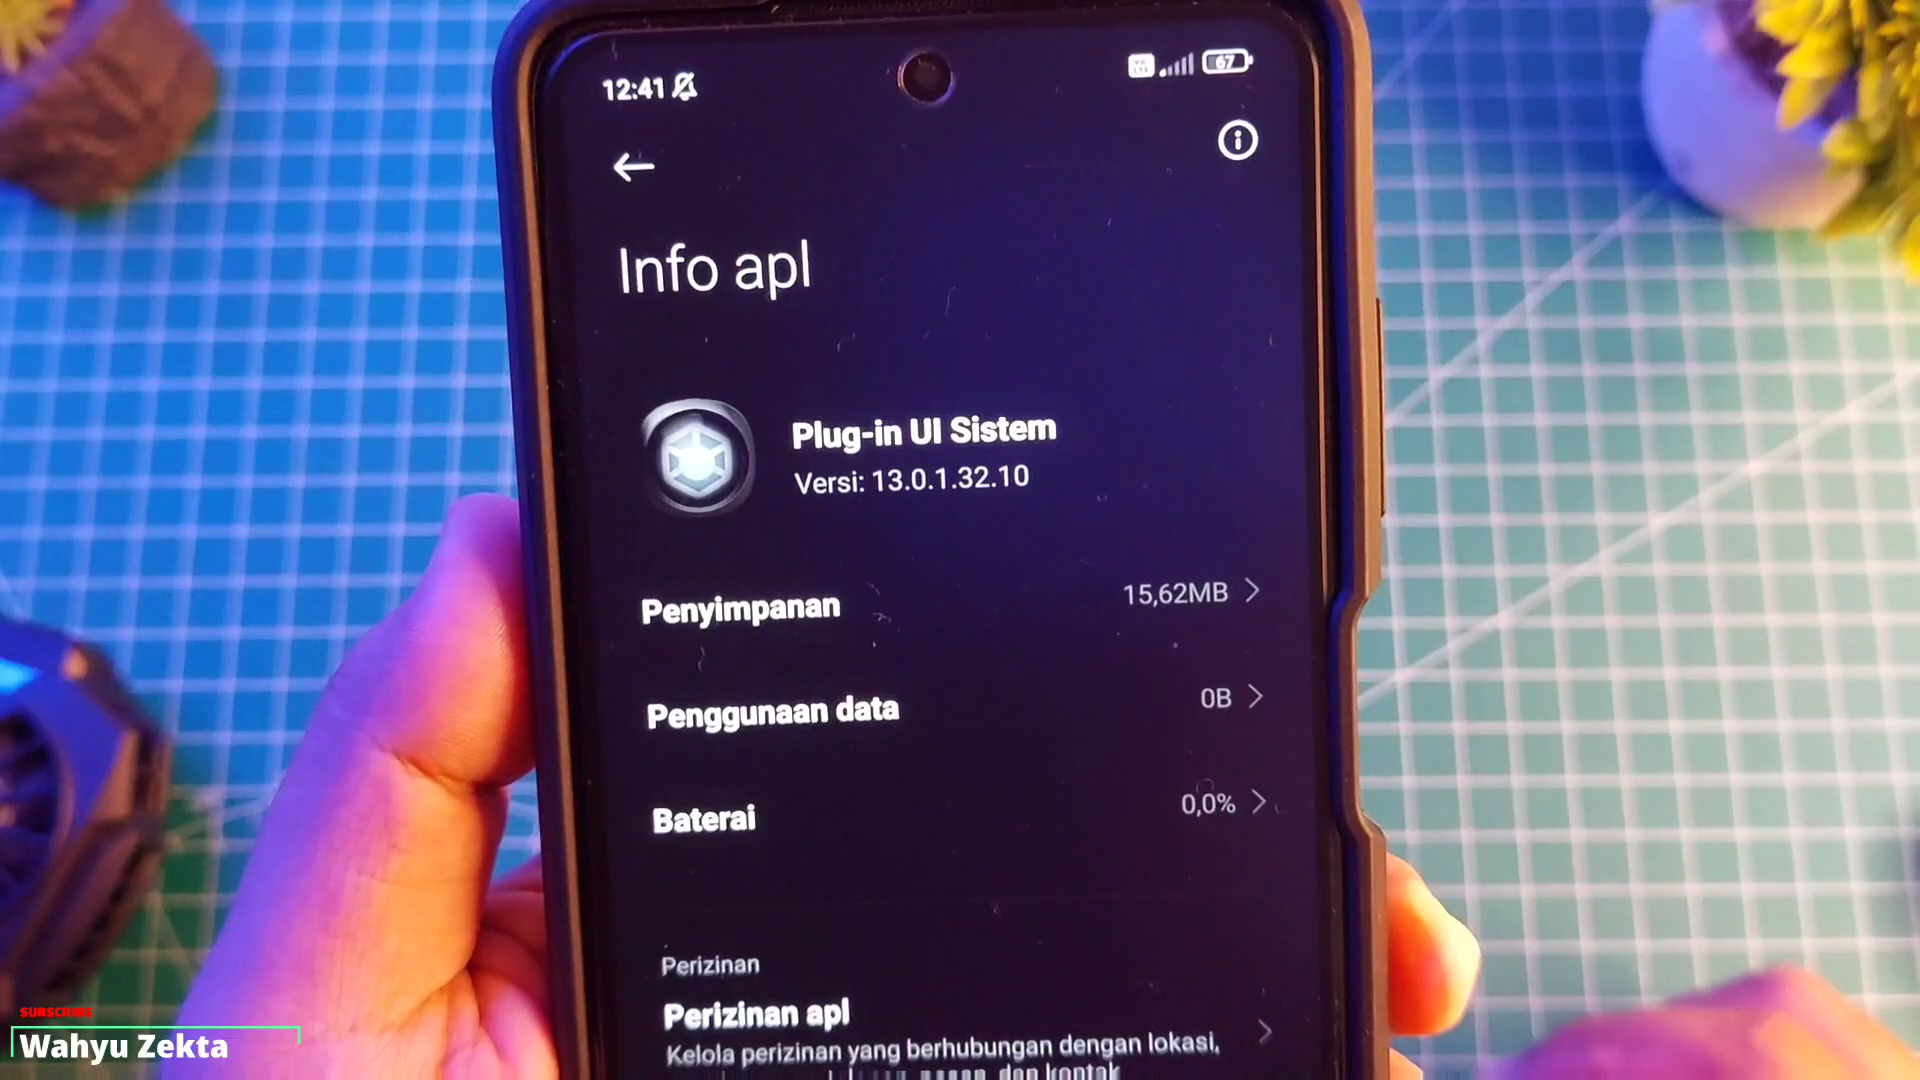 12:41
67
Info apl
Plug-in UI Sistem
Versi: 13.0.1.32.10
Penyimpanan 15,62MB
Penggunaan data 0B
Baterai 0,0%
Perizinan
Perizinan apl
Kelola perizinan yang berhubungan dengan lokasi,
dan kontak
SUBSCRIBE
Wahyu Zekta